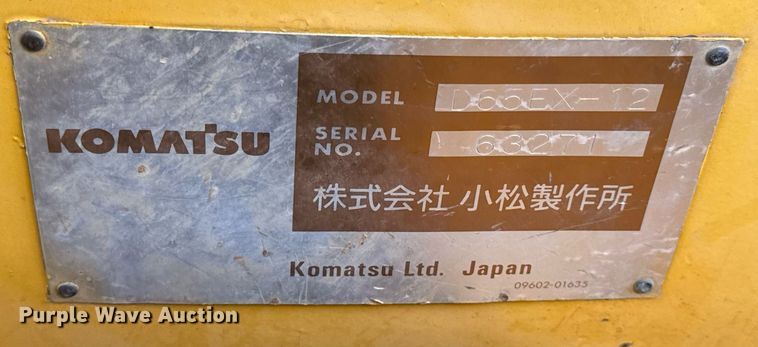 KOMATSU
MODEL D65EX-12
SERIAL NO. 63271
株式会社 小松製作所
Komatsu Ltd. Japan
09602-01635
Purple Wave Auction